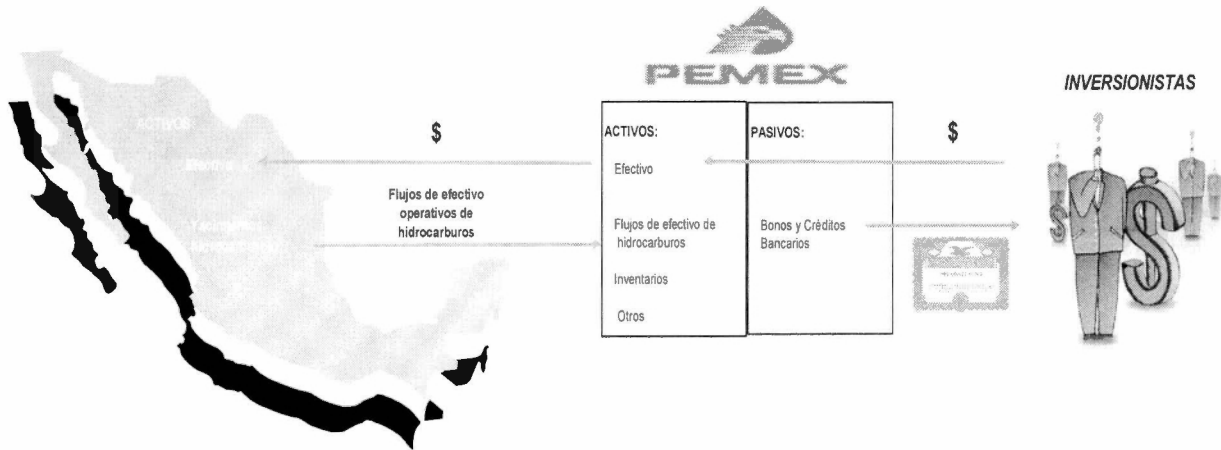 PEMEX
INVERSIONISTAS
ACTIVOS
$
ACTIVOS:
PASIVOS:
$
Efectivo
Flujos de efectivo
operativos de
hidrocarburos
Flujos de efectivo de
hidrocarburos
Bonos y Créditos
Bancarios
Inventarios
Otros